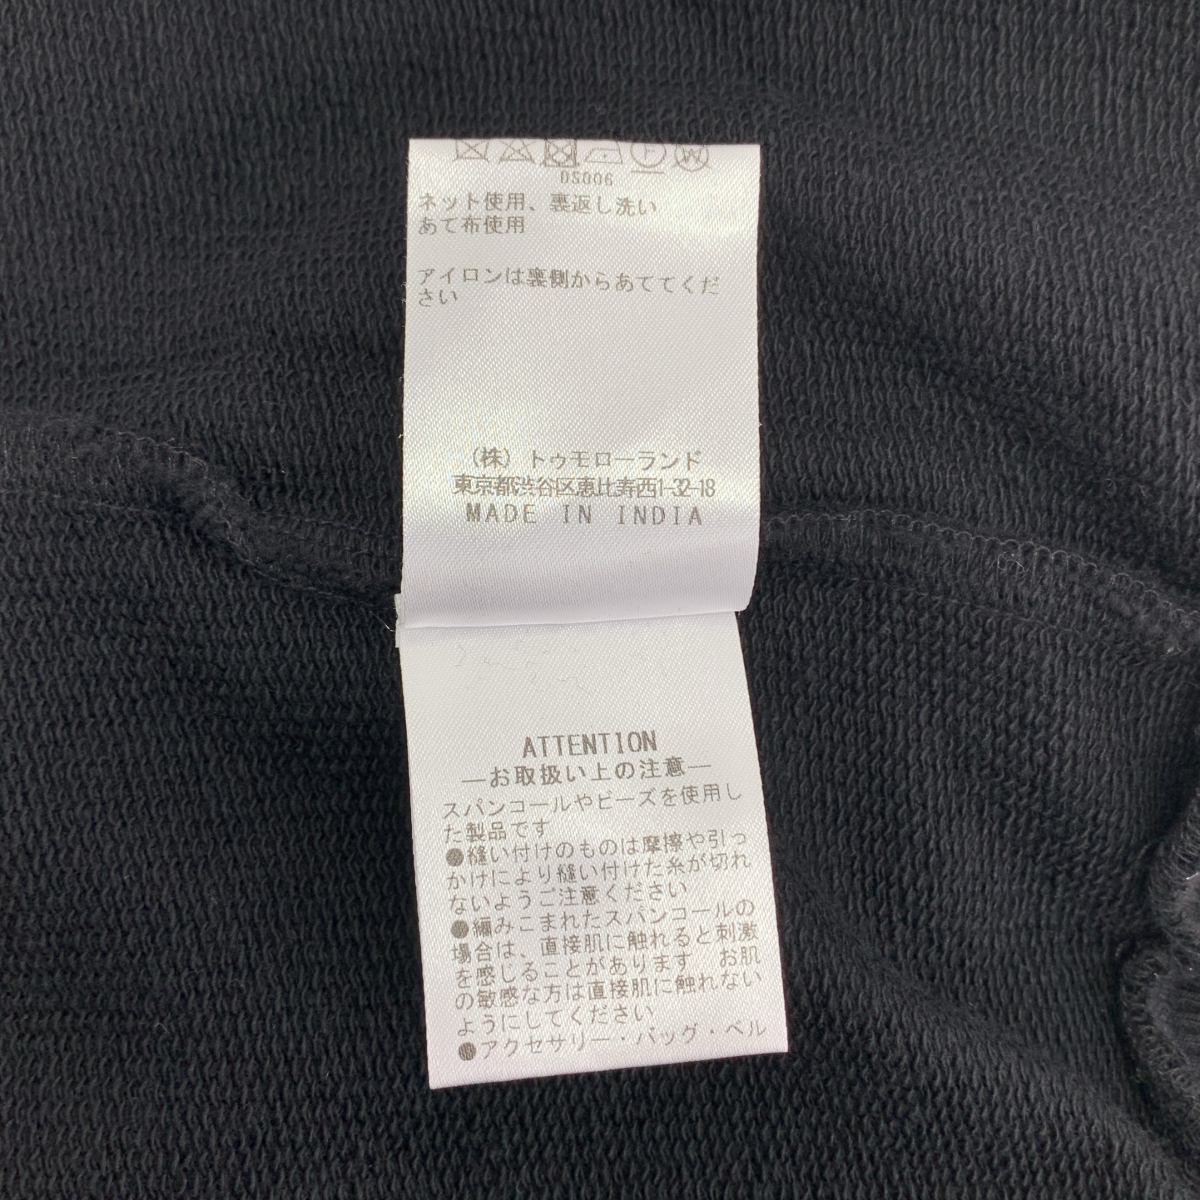 DS006
ネット使用、裏返し洗い
あて布使用
アイロンは裏側からあててくだ
さい
(株) トゥモローランド
東京都渋谷区恵比寿西1-32-18
MADE IN INDIA
ATTENTION
―お取扱い上の注意―
スパンコールやビーズを使用し
た製品です
●縫い付けのものは摩擦や引っ
かけにより縫い付けた糸が切れ
ないようご注意ください
●編みこまれたスパンコールの
場合は、直接肌に触れると刺激
を感じることがあります　お肌
の敏感な方は直接肌に触れない
ようにしてください
●アクセサリー・バッグ・ベル